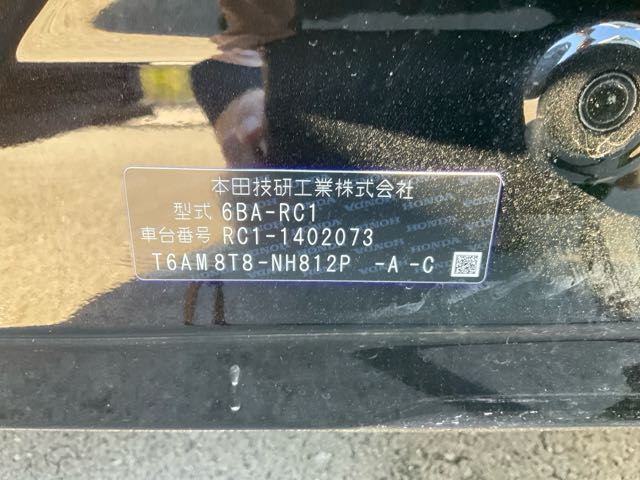 本田技研工業株式会社
型式 6BA-RC1
車台番号 RC1-1402073
T6AM8T8-NH812P -A -C